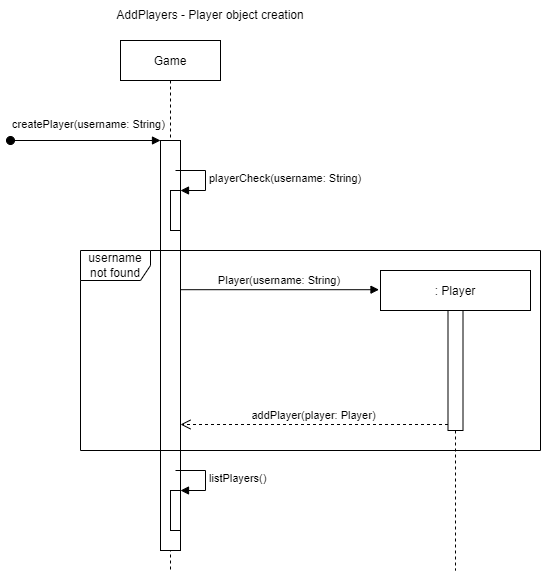 AddPlayers - Player object creation
Game
createPlayer(username: String)
playerCheck(username: String)
username
not found
Player(username: String)
: Player
addPlayer(player: Player)
listPlayers()